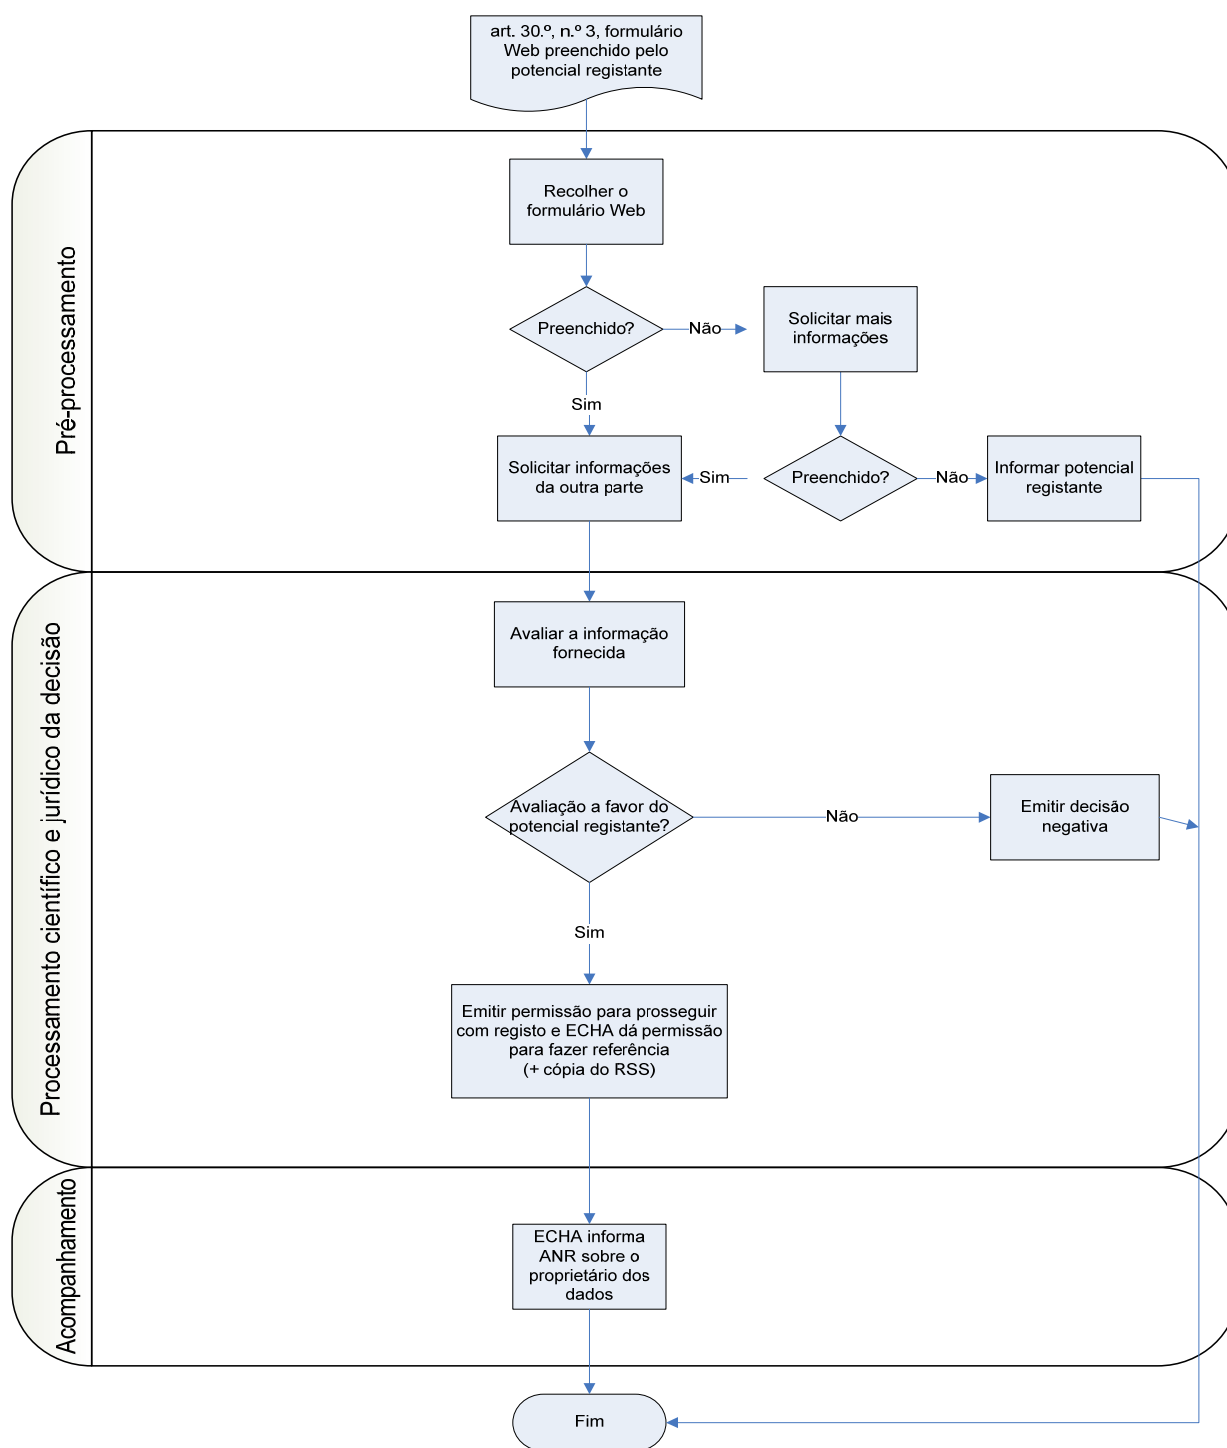 art. 30.º, n.º 3, formulário
Web preenchido pelo
potencial registante
Pré-processamento
Recolher o
formulário Web
Preenchido?
Não
Solicitar mais
informações
Sim
Solicitar informações
da outra parte
Sim
Preenchido?
Não
Informar potencial
registante
Processamento científico e jurídico da decisão
Avaliar a informação
fornecida
Avaliação a favor do
potencial registante?
Não
Emitir decisão
negativa
Sim
Emitir permissão para prosseguir
com registo e ECHA dá permissão
para fazer referência
(+ cópia do RSS)
Acompanhamento
ECHA informa
ANR sobre o
proprietário dos
dados
Fim